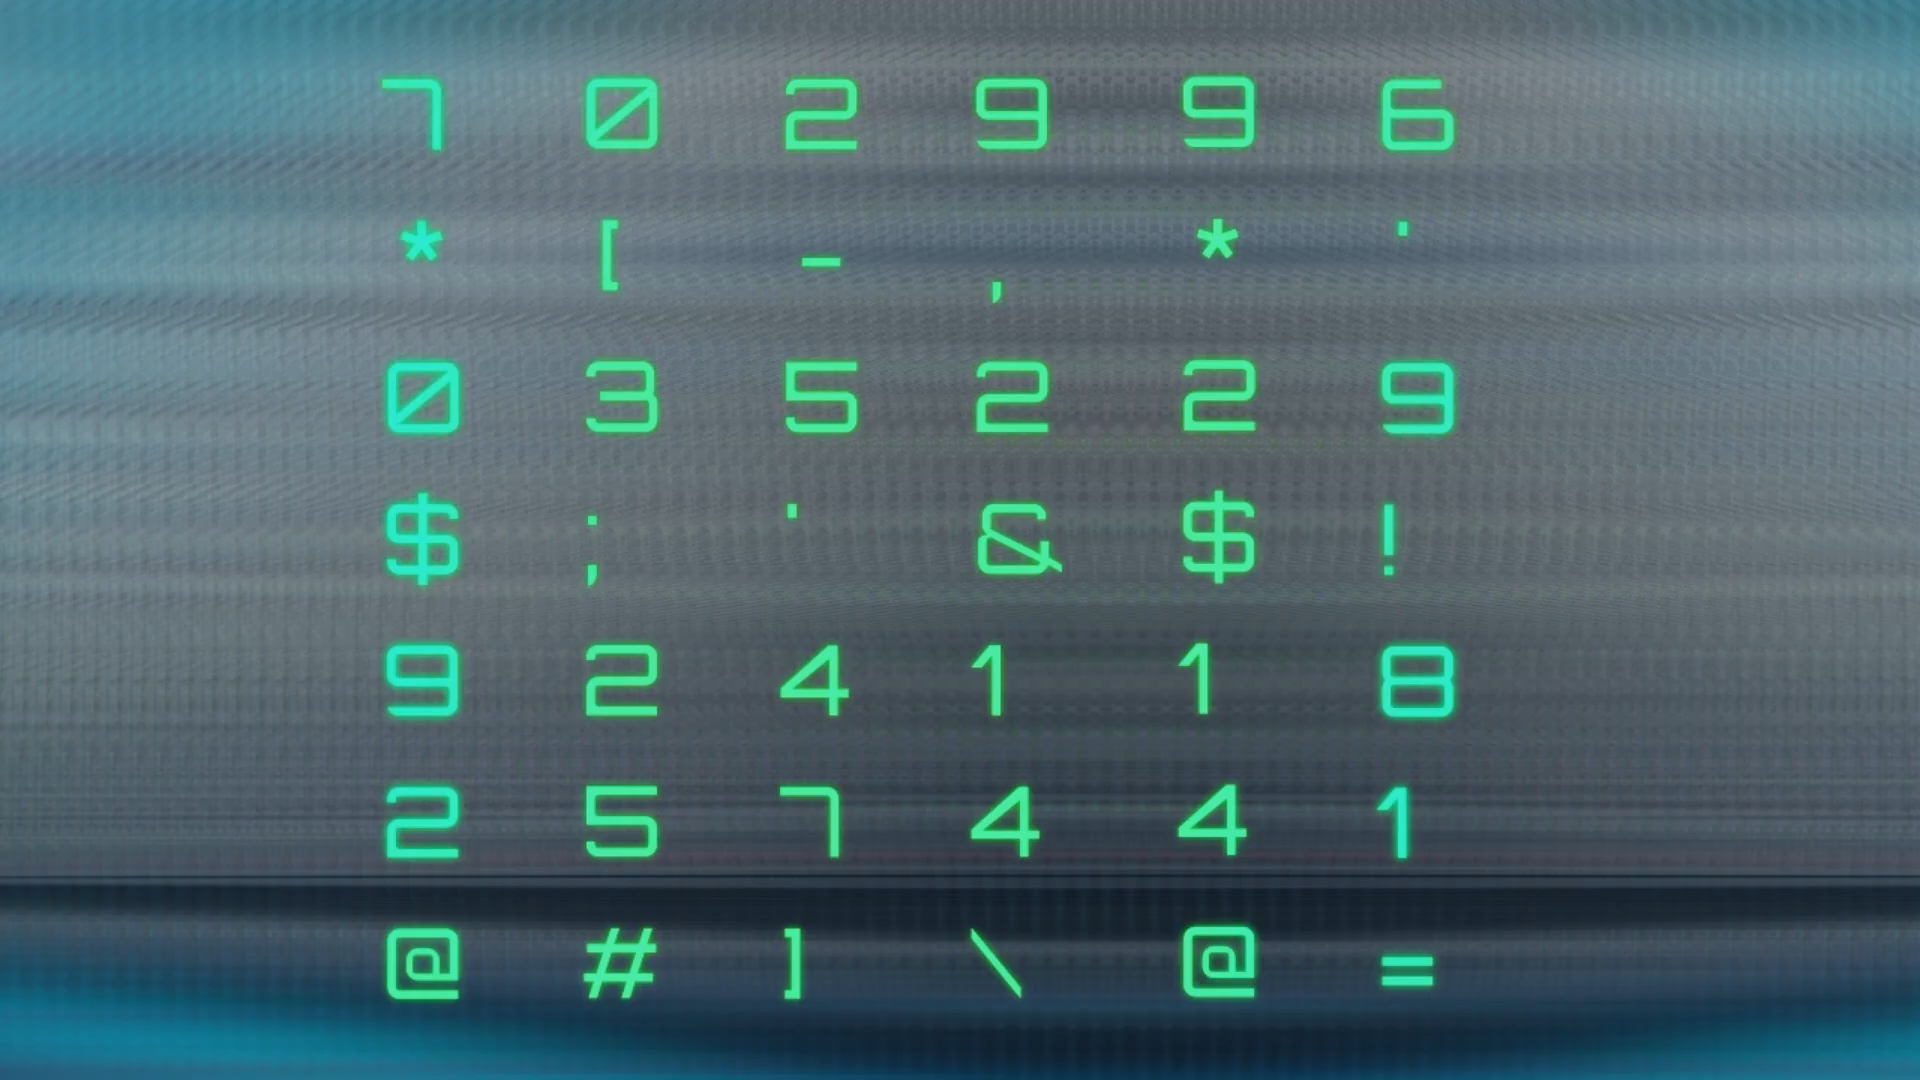 7 0 2 9 9 6
* [ - , * '
0 3 5 2 2 9
$ ; ' & $ !
9 2 4 1 1 8
2 5 7 4 4 1
@ # ] \ @ =